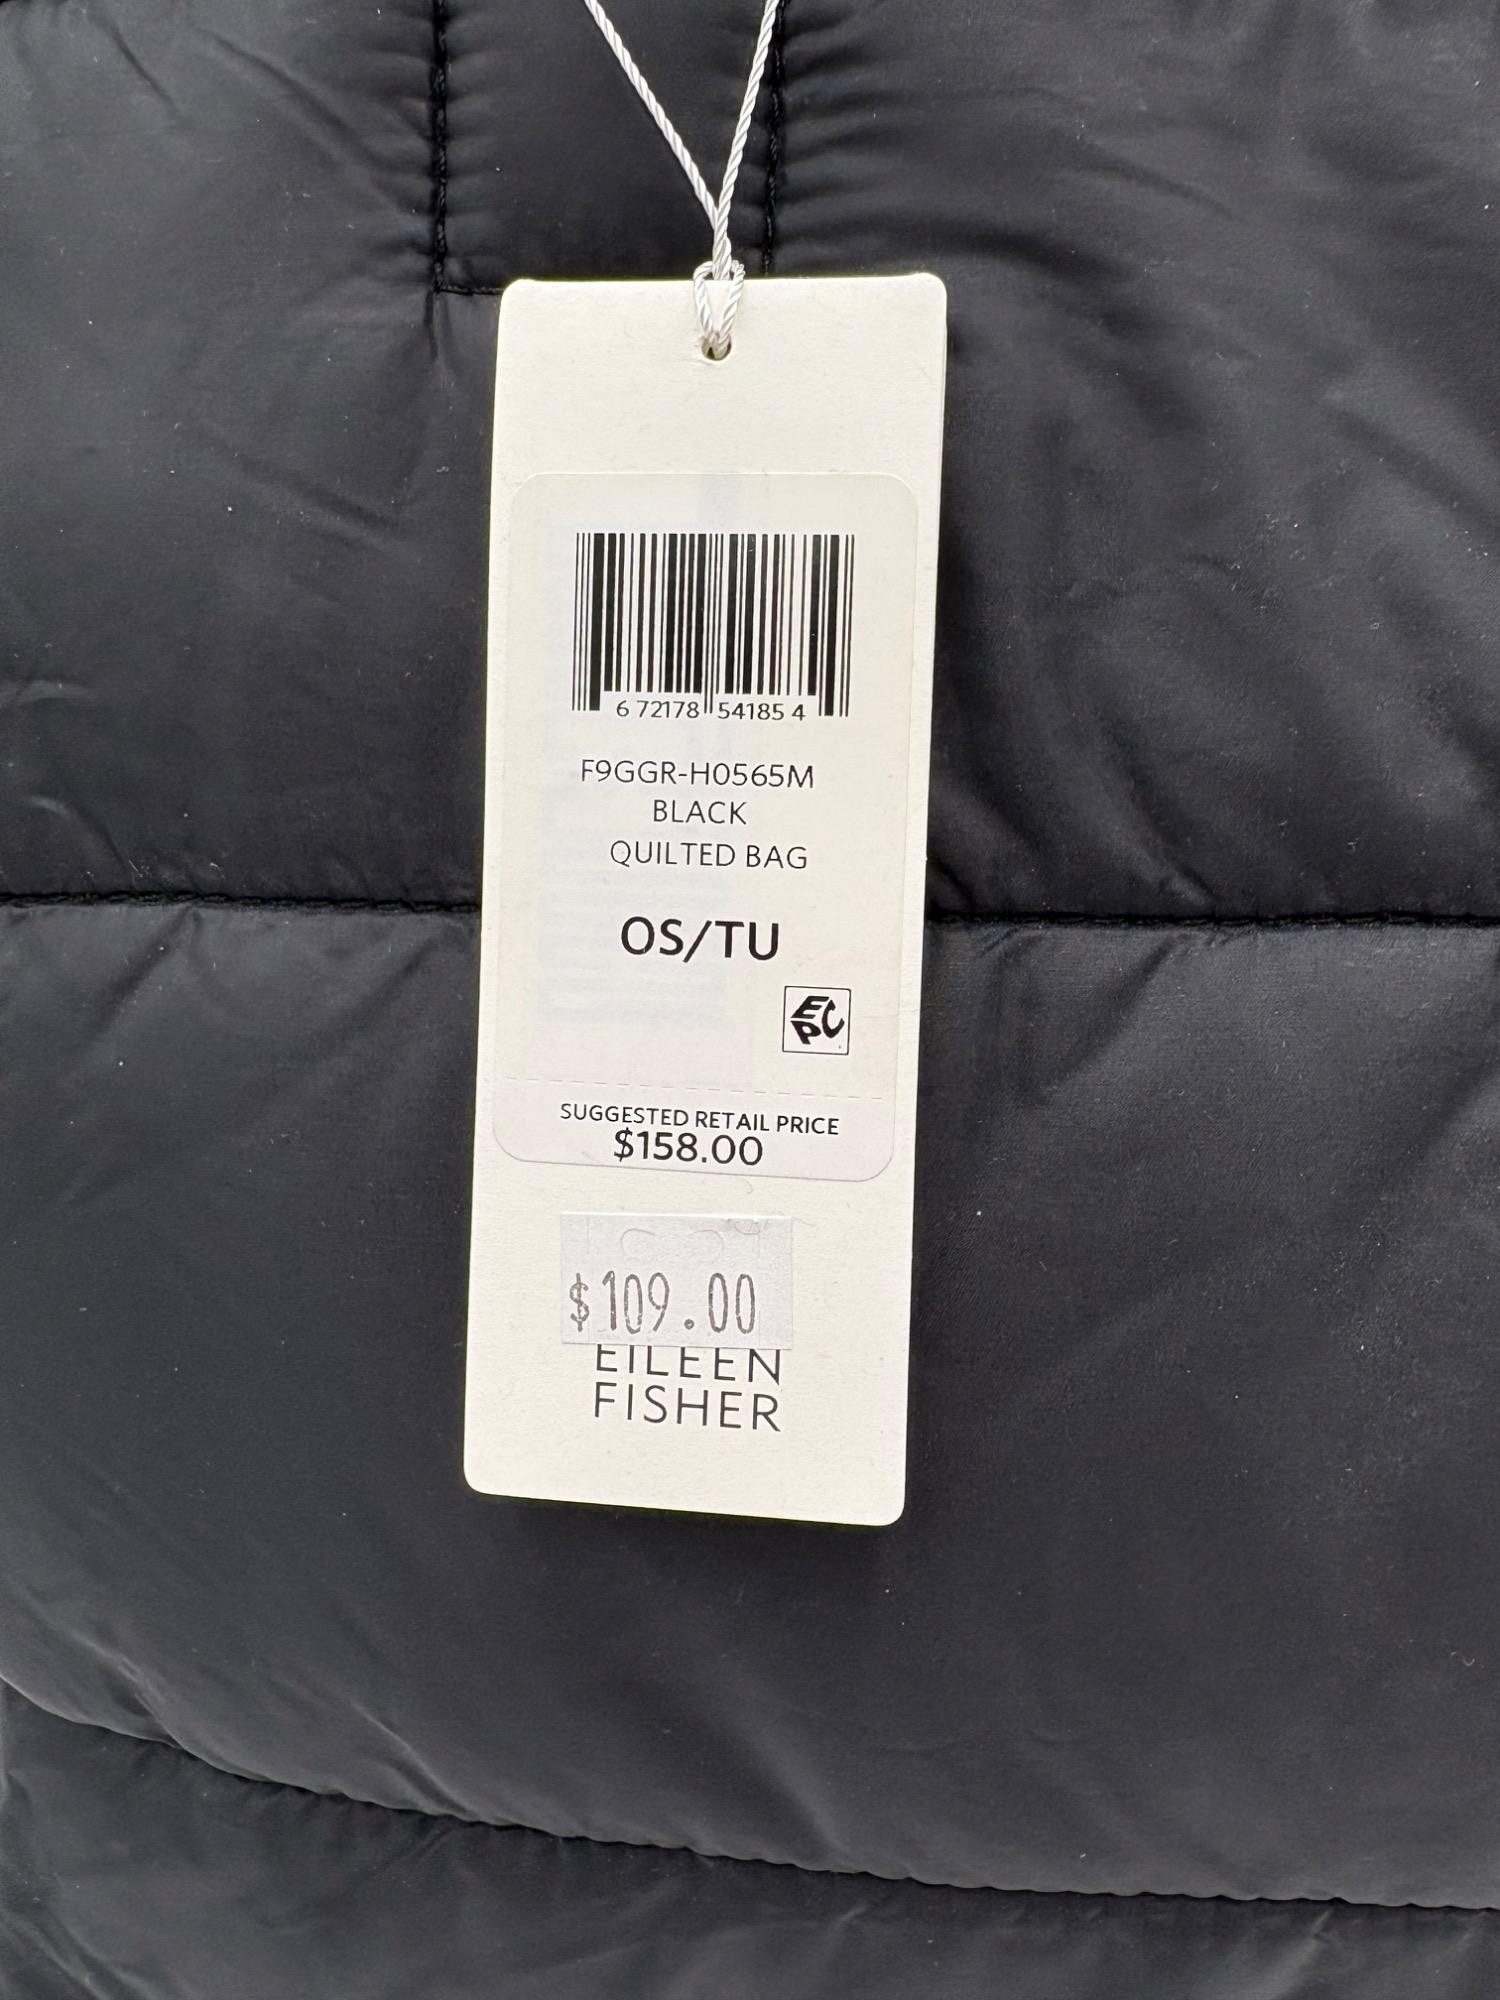 6 72178 54185 4
F9GGR-H0565M
BLACK
QUILTED BAG
OS/TU
EPC
SUGGESTED RETAIL PRICE
$158.00
$109.00
EILEEN
FISHER